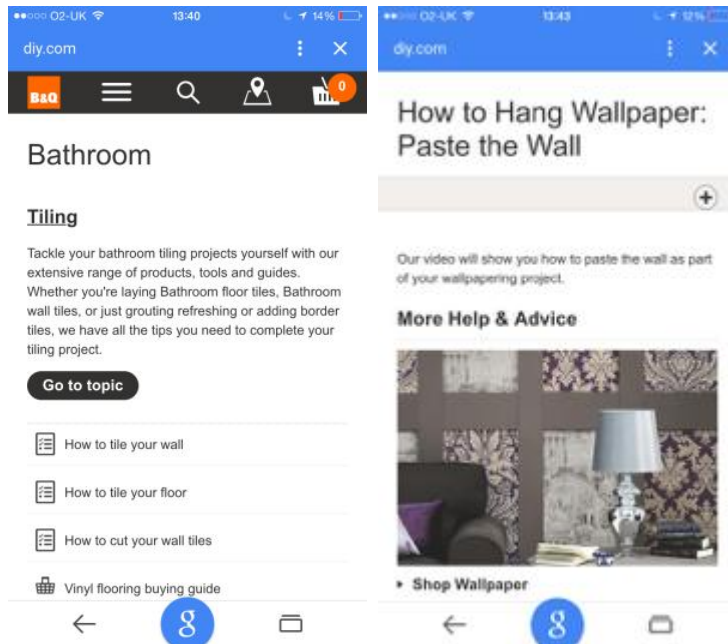 O2-UK 13:40 14%
diy.com
B&Q 0
Bathroom
Tiling
Tackle your bathroom tiling projects yourself with our
extensive range of products, tools and guides.
Whether you're laying Bathroom floor tiles, Bathroom
wall tiles, or just grouting refreshing or adding border
tiles, we have all the tips you need to complete your
tiling project.
Go to topic
How to tile your wall
How to tile your floor
How to cut your wall tiles
Vinyl flooring buying guide
g
O2-UK 13:43 12%
diy.com
How to Hang Wallpaper:
Paste the Wall
Our video will show you how to paste the wall as part
of your wallpapering project.
More Help & Advice
Shop Wallpaper
g